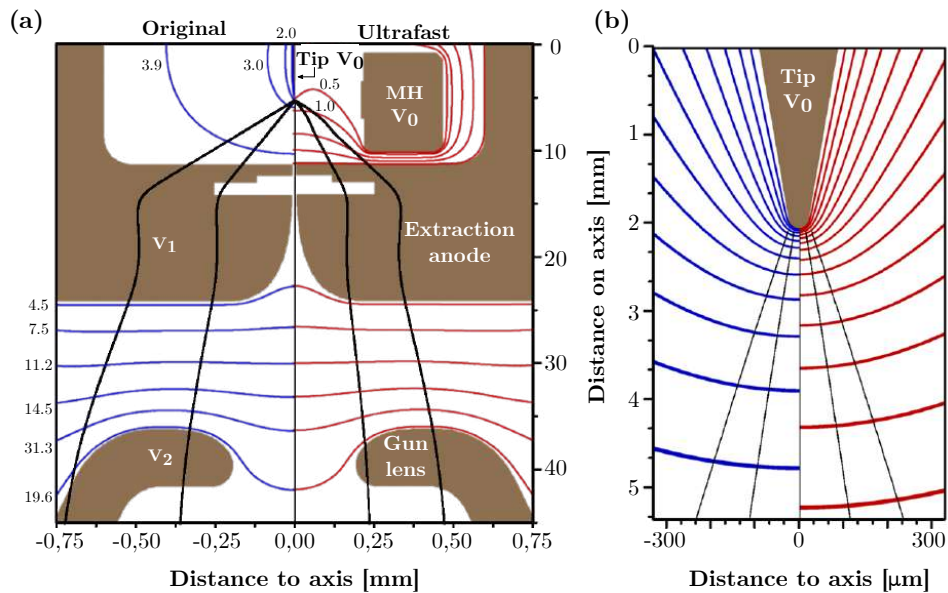 (a)
Original
Ultrafast
2.0
3.9
3.0
Tip V0
0.5
1.0
MH
V0
V1
Extraction
anode
4.5
7.5
11.2
14.5
31.3
19.6
V2
Gun
lens
0
10
20
30
40
-0,75
-0,50
-0,25
0,00
0,25
0,50
0,75
Distance to axis [mm]
(b)
Tip
V0
Distance on axis [mm]
0
1
2
3
4
5
-300
0
300
Distance to axis [μm]